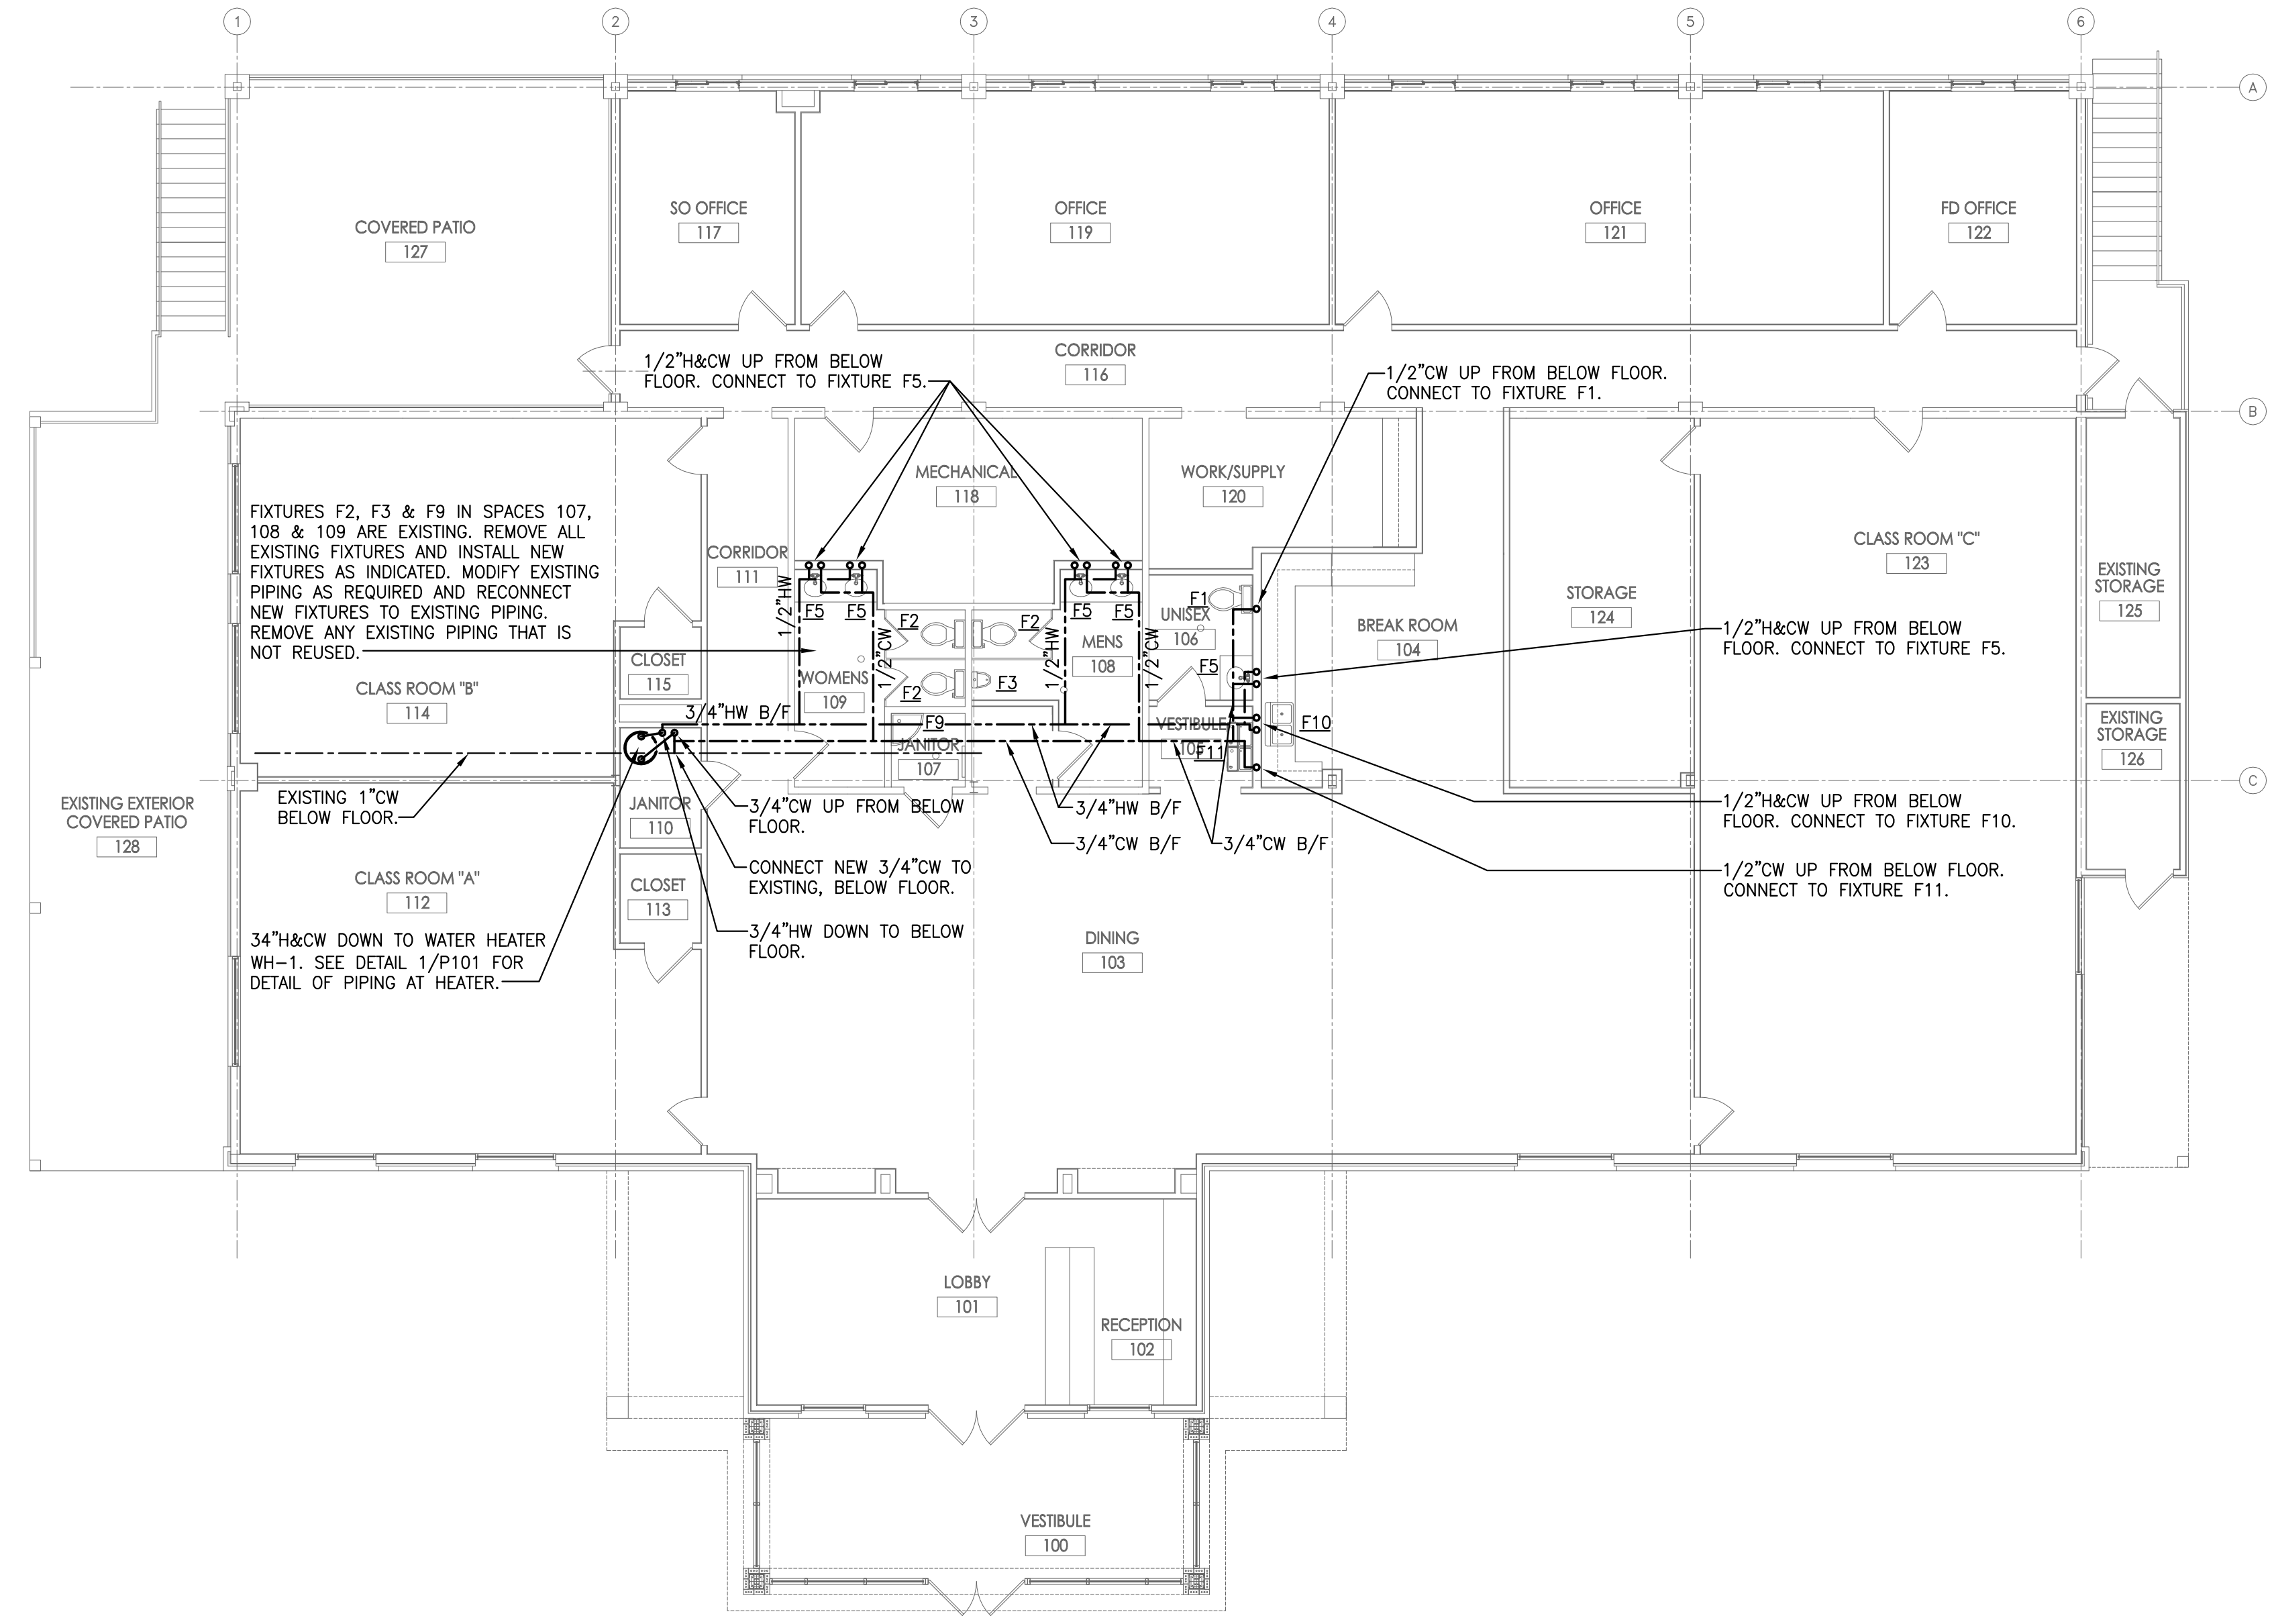 1
2
3
4
5
6
A
COVERED PATIO
127
SO OFFICE
117
OFFICE
119
OFFICE
121
FD OFFICE
122
1/2"H&CW UP FROM BELOW
FLOOR. CONNECT TO FIXTURE F5.
CORRIDOR
116
1/2"CW UP FROM BELOW FLOOR.
CONNECT TO FIXTURE F1.
B
MECHANICAL
118
WORK/SUPPLY
120
FIXTURES F2, F3 & F9 IN SPACES 107,
108 & 109 ARE EXISTING. REMOVE ALL
EXISTING FIXTURES AND INSTALL NEW
FIXTURES AS INDICATED. MODIFY EXISTING
PIPING AS REQUIRED AND RECONNECT
NEW FIXTURES TO EXISTING PIPING.
REMOVE ANY EXISTING PIPING THAT IS
NOT REUSED.
CLASS ROOM "B"
114
CORRIDOR
111
CLOSET
115
1/2"HW
F5
F5
1/2"CW
WOMENS
109
F2
F2
F2
F3
1/2"HW
F5
F5
MENS
108
1/2"CW
F1
UNISEX
106
F5
BREAK ROOM
104
STORAGE
124
CLASS ROOM "C"
123
EXISTING
STORAGE
125
1/2"H&CW UP FROM BELOW
FLOOR. CONNECT TO FIXTURE F5.
3/4"HW B/F
F9
JANITOR
107
VESTIBULE
105
F11
F10
EXISTING
STORAGE
126
C
EXISTING EXTERIOR
COVERED PATIO
128
EXISTING 1"CW
BELOW FLOOR.
JANITOR
110
3/4"CW UP FROM BELOW
FLOOR.
3/4"HW B/F
3/4"CW B/F
3/4"CW B/F
1/2"H&CW UP FROM BELOW
FLOOR. CONNECT TO FIXTURE F10.
CONNECT NEW 3/4"CW TO
EXISTING, BELOW FLOOR.
1/2"CW UP FROM BELOW FLOOR.
CONNECT TO FIXTURE F11.
CLASS ROOM "A"
112
CLOSET
113
34"H&CW DOWN TO WATER HEATER
WH-1. SEE DETAIL 1/P101 FOR
DETAIL OF PIPING AT HEATER.
3/4"HW DOWN TO BELOW
FLOOR.
DINING
103
LOBBY
101
RECEPTION
102
VESTIBULE
100